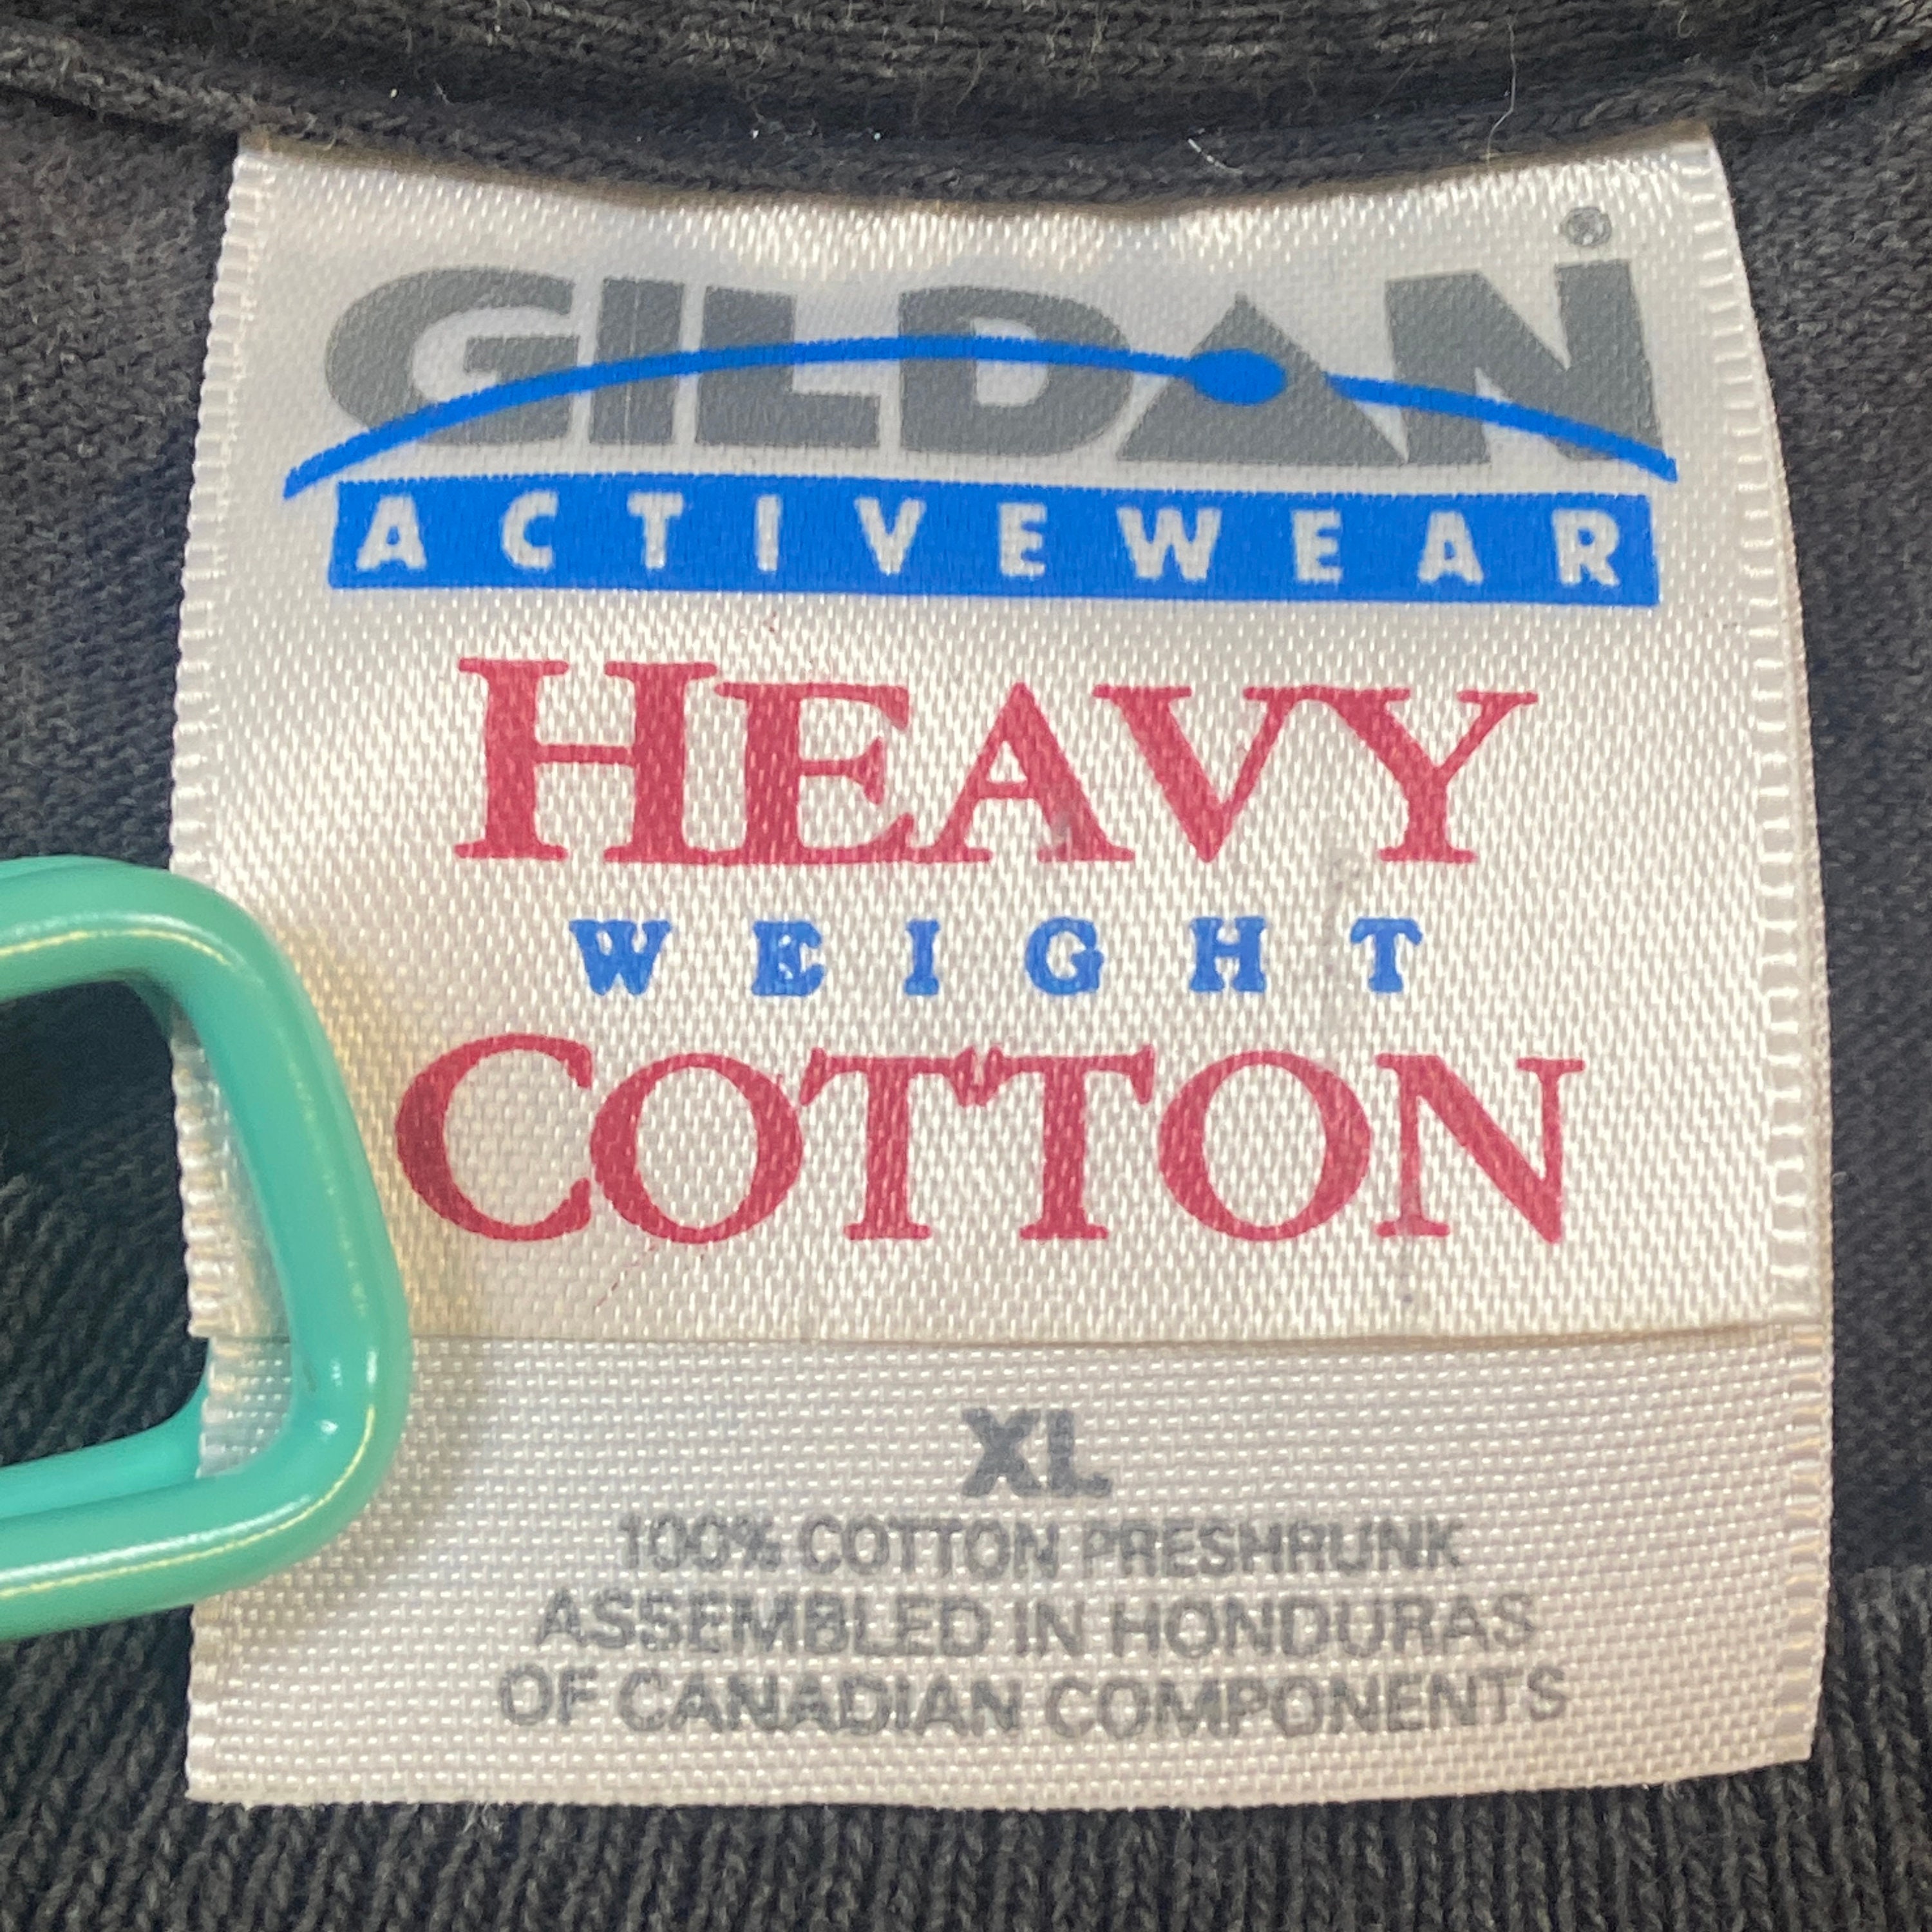 GILDAN®
ACTIVEWEAR
HEAVY
WEIGHT
COTTON
XL
100% COTTON PRESHRUNK
ASSEMBLED IN HONDURAS
OF CANADIAN COMPONENTS